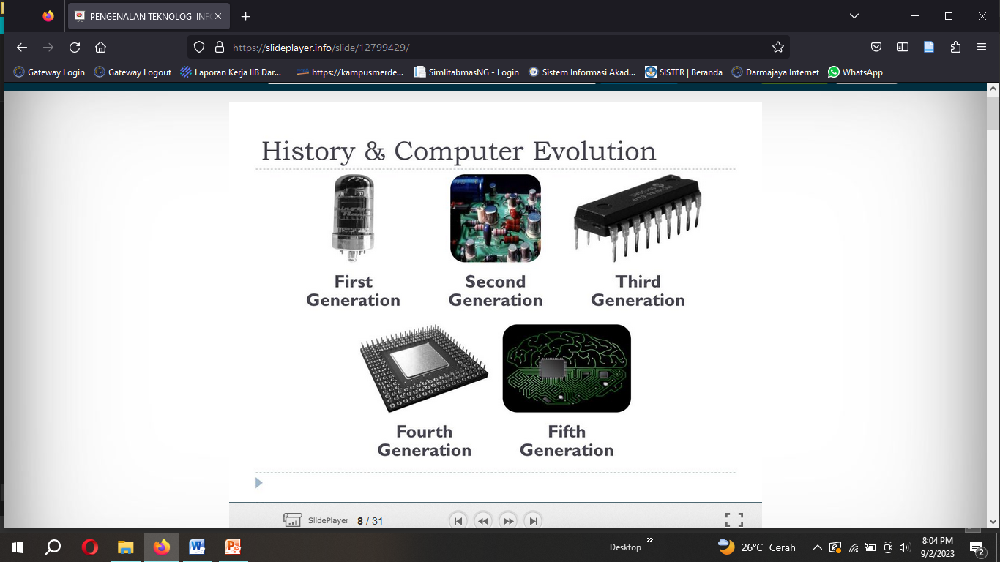 PENGENALAN TEKNOLOGI INF
https://slideplayer.info/slide/12799429/
Gateway Login
Gateway Logout
Laporan Kerja IIB Dar...
https://kampusmerde...
SimlitabmasNG - Login
Sistem Informasi Akad...
SISTER | Beranda
Darmajaya Internet
WhatsApp
History & Computer Evolution
First
Generation
Second
Generation
Third
Generation
Fourth
Generation
Fifth
Generation
SlidePlayer
8 / 31
Desktop
26°C Cerah
8:04 PM
9/2/2023
2